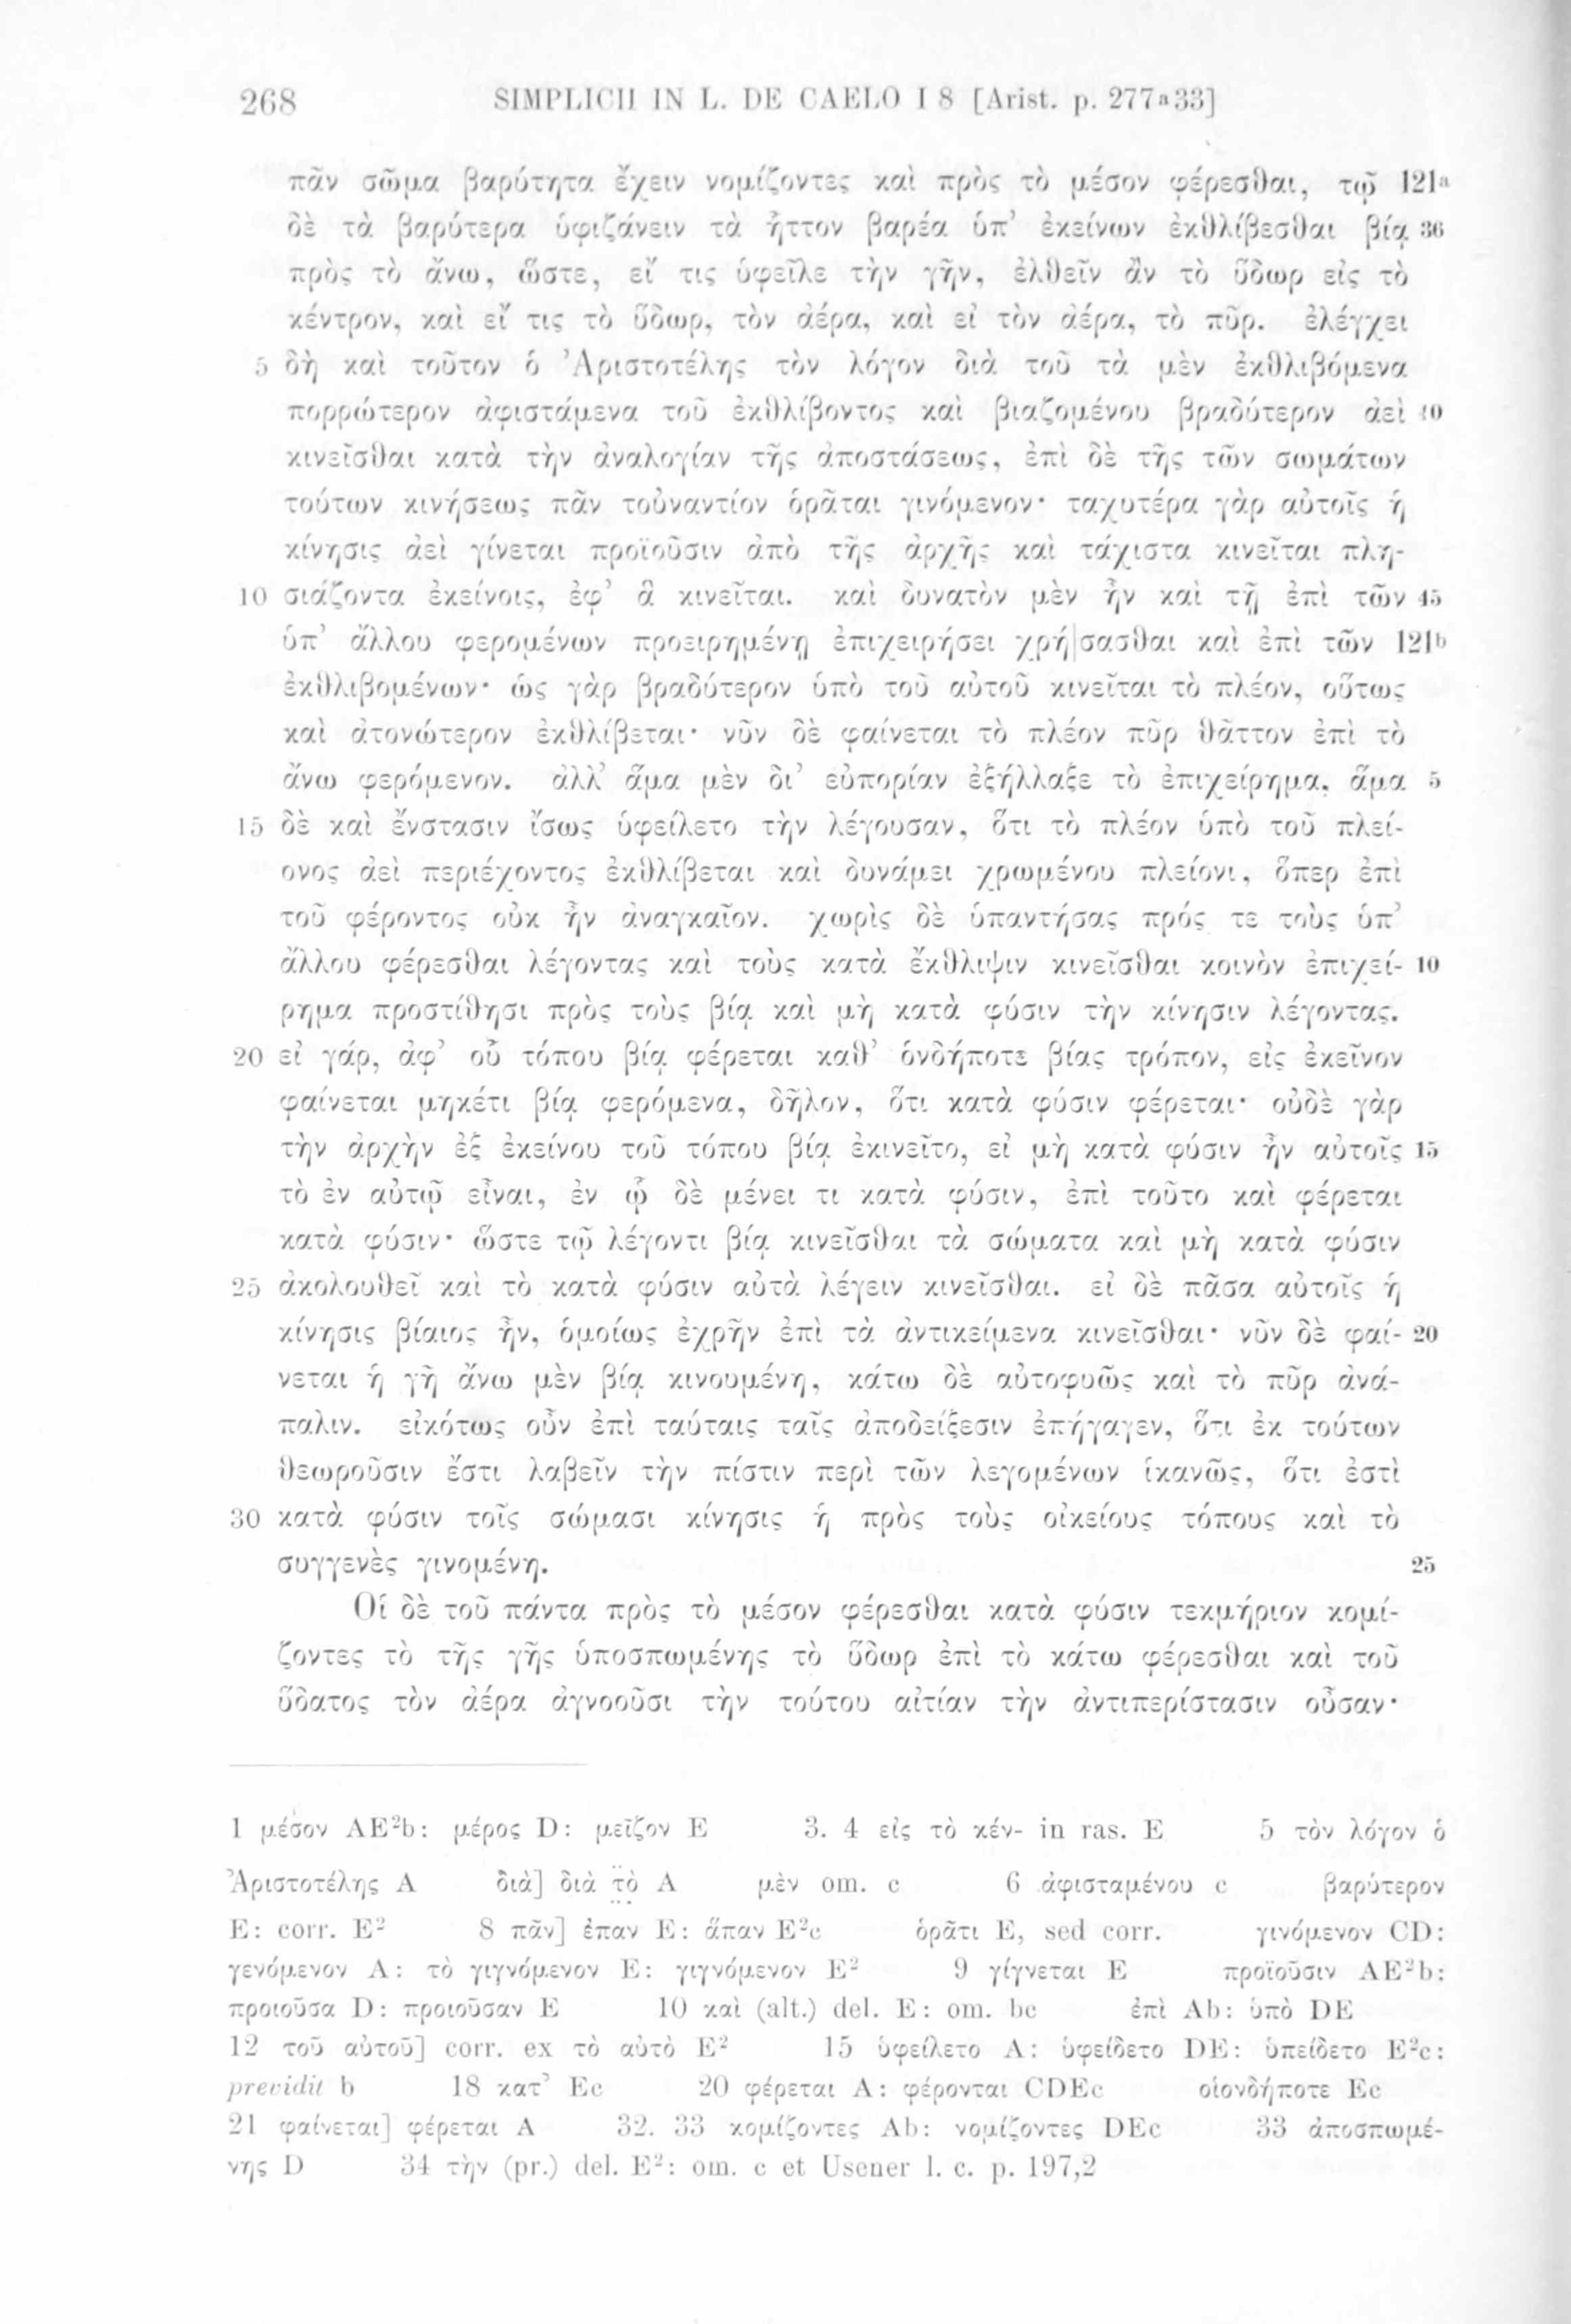 268 SIMPLICII IN L. DE CAELO I 8 [Arist. p. 277a33]
πᾶν σῶμα βαρύτητα ἔχειν νομίζοντες καὶ πρὸς τὸ μέσον φέρεσθαι, τῷ 121a
δὲ τὰ βαρύτερα ὑφιζάνειν τὰ ἧττον βαρέα ὑπ’ ἐκείνων ἐκθλίβεσθαι βίᾳ 36
πρὸς τὸ ἄνω, ὥστε, εἴ τις ὑφεῖλε τὴν γῆν, ἐλθεῖν ἂν τὸ ὕδωρ εἰς τὸ
κέντρον, καὶ εἴ τις τὸ ὕδωρ, τὸν ἀέρα, καὶ εἰ τὸν ἀέρα, τὸ πῦρ. ἐλέγχει
5 δὴ καὶ τοῦτον ὁ Ἀριστοτέλης τὸν λόγον διὰ τοῦ τὰ μὲν ἐκθλιβόμενα
πορρώτερον ἀφιστάμενα τοῦ ἐκθλίβοντος καὶ βιαζομένου βραδύτερον ἀεὶ 40
κινεῖσθαι κατὰ τὴν ἀναλογίαν τῆς ἀποστάσεως, ἐπὶ δὲ τῆς τῶν σωμάτων
τούτων κινήσεως πᾶν τοὐναντίον ὁρᾶται γινόμενον· ταχυτέρα γὰρ αὐτοῖς ἡ
κίνησις ἀεὶ γίνεται προϊοῦσιν ἀπὸ τῆς ἀρχῆς καὶ τάχιστα κινεῖται πλη-
10 σιάζοντα ἐκείνοις, ἐφ’ ἃ κινεῖται. καὶ δυνατὸν μὲν ἦν καὶ τῇ ἐπὶ τῶν 45
ὑπ’ ἄλλου φερομένων προειρημένῃ ἐπιχειρήσει χρή|σασθαι καὶ ἐπὶ τῶν 121b
ἐκθλιβομένων· ὡς γὰρ βραδύτερον ὑπὸ τοῦ αὐτοῦ κινεῖται τὸ πλέον, οὕτως
καὶ ἀτονώτερον ἐκθλίβεται· νῦν δὲ φαίνεται τὸ πλέον πῦρ θᾶττον ἐπὶ τὸ
ἄνω φερόμενον. ἀλλ’ ἅμα μὲν δι’ εὐπορίαν ἐξήλλαξε τὸ ἐπιχείρημα, ἅμα 5
15 δὲ καὶ ἔνστασιν ἴσως ὑφείλετο τὴν λέγουσαν, ὅτι τὸ πλέον ὑπὸ τοῦ πλεί-
ονος ἀεὶ περιέχοντος ἐκθλίβεται καὶ δυνάμει χρωμένου πλείονι, ὅπερ ἐπὶ
τοῦ φέροντος οὐκ ἦν ἀναγκαῖον. χωρὶς δὲ ὑπαντήσας πρός τε τοὺς ὑπ’
ἄλλου φέρεσθαι λέγοντας καὶ τοὺς κατὰ ἔκθλιψιν κινεῖσθαι κοινὸν ἐπιχεί- 10
ρημα προστίθησι πρὸς τοὺς βίᾳ καὶ μὴ κατὰ φύσιν τὴν κίνησιν λέγοντας.
20 εἰ γάρ, ἀφ’ οὗ τόπου βίᾳ φέρεται καθ’ ὁνδήποτε βίας τρόπον, εἰς ἐκεῖνον
φαίνεται μηκέτι βίᾳ φερόμενα, δῆλον, ὅτι κατὰ φύσιν φέρεται· οὐδὲ γὰρ
τὴν ἀρχὴν ἐξ ἐκείνου τοῦ τόπου βίᾳ ἐκινεῖτο, εἰ μὴ κατὰ φύσιν ἦν αὐτοῖς 15
τὸ ἐν αὐτῷ εἶναι, ἐν ᾧ δὲ μένει τι κατὰ φύσιν, ἐπὶ τοῦτο καὶ φέρεται
κατὰ φύσιν· ὥστε τῷ λέγοντι βίᾳ κινεῖσθαι τὰ σώματα καὶ μὴ κατὰ φύσιν
25 ἀκολουθεῖ καὶ τὸ κατὰ φύσιν αὐτὰ λέγειν κινεῖσθαι. εἰ δὲ πᾶσα αὐτοῖς ἡ
κίνησις βίαιος ἦν, ὁμοίως ἐχρῆν ἐπὶ τὰ ἀντικείμενα κινεῖσθαι· νῦν δὲ φαί- 20
νεται ἡ γῆ ἄνω μὲν βίᾳ κινουμένη, κάτω δὲ αὐτοφυῶς καὶ τὸ πῦρ ἀνά-
παλιν. εἰκότως οὖν ἐπὶ ταύταις ταῖς ἀποδείξεσιν ἐπήγαγεν, ὅτι ἐκ τούτων
θεωροῦσιν ἔστι λαβεῖν τὴν πίστιν περὶ τῶν λεγομένων ἱκανῶς, ὅτι ἐστὶ
30 κατὰ φύσιν τοῖς σώμασι κίνησις ἡ πρὸς τοὺς οἰκείους τόπους καὶ τὸ
συγγενὲς γινομένη. 25
Οἱ δὲ τοῦ πάντα πρὸς τὸ μέσον φέρεσθαι κατὰ φύσιν τεκμήριον κομί-
ζοντες τὸ τῆς γῆς ὑποσπωμένης τὸ ὕδωρ ἐπὶ τὸ κάτω φέρεσθαι καὶ τοῦ
ὕδατος τὸν ἀέρα ἀγνοοῦσι τὴν τούτου αἰτίαν τὴν ἀντιπερίστασιν οὖσαν·
1 μέσον AE²b: μέρος D: μεῖζον E 3. 4 εἰς τὸ κέν- in ras. E 5 τὸν λόγον ὁ
Ἀριστοτέλης A διὰ] διὰ τὸ A μὲν om. c 6 ἀφισταμένου c βαρύτερον
E: corr. E² 8 πᾶν] ἐπαν E: ἅπαν E²c ὁρᾶτι E, sed corr. γινόμενον CD:
γενόμενον A: τὸ γιγνόμενον E: γιγνόμενον E² 9 γίγνεται E προϊοῦσιν AE²b:
προιοῦσα D: προιοῦσαν E 10 καὶ (alt.) del. E: om. bc ἐπὶ Ab: ὑπὸ DE
12 τοῦ αὐτοῦ] corr. ex τὸ αὐτὸ E² 15 ὑφείλετο A: ὑφείδετο DE: ὑπείδετο E²c:
previdit b 18 κατ’ Ec 20 φέρεται A: φέρονται CDEc οἱονδήποτε Ec
21 φαίνεται] φέρεται A 32. 33 κομίζοντες Ab: νομίζοντες DEc 33 ἀποσπωμέ-
νης D 34 τὴν (pr.) del. E²: om. c et Usener l. c. p. 197,2